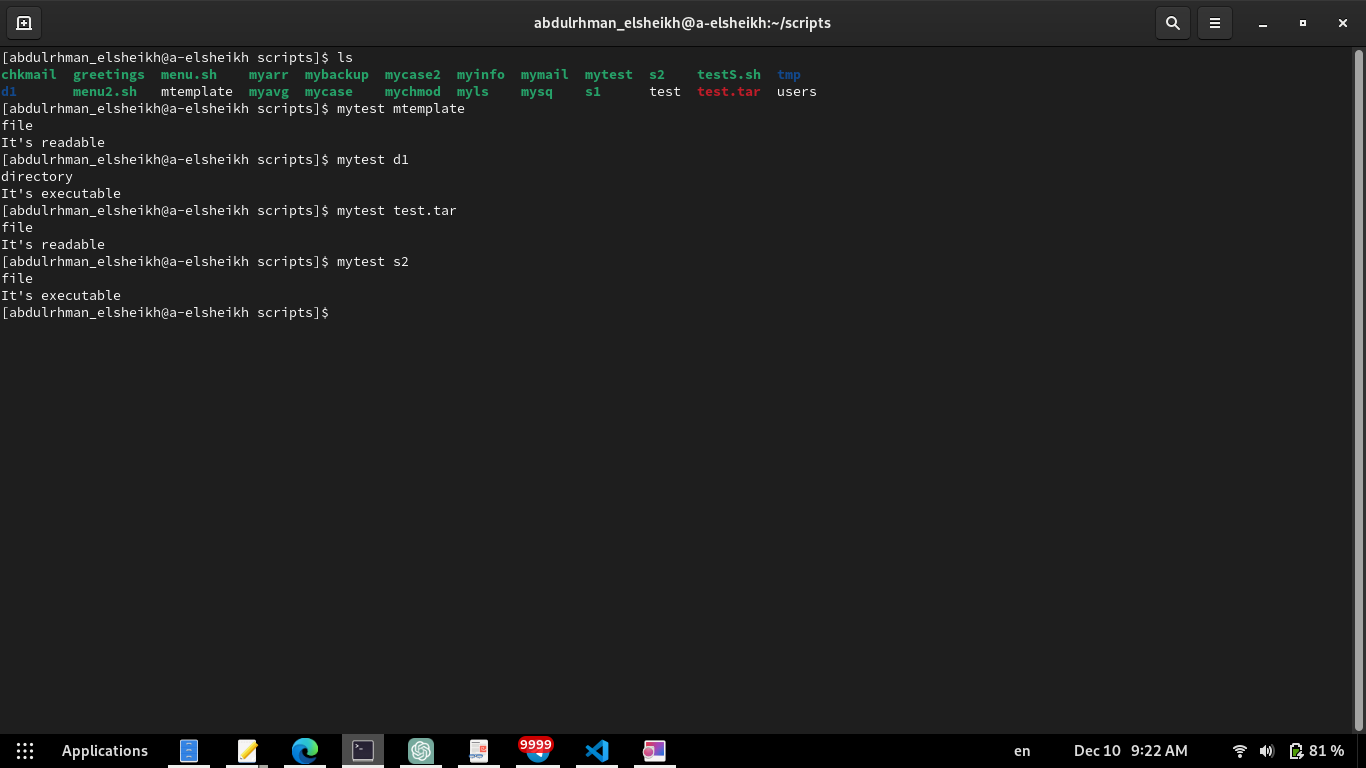 abdulrhman_elsheikh@a-elsheikh:~/scripts
[abdulrhman_elsheikh@a-elsheikh scripts]$ ls
chkmail greetings menu.sh myarr mybackup mycase2 myinfo mymail mytest s2 testS.sh tmp
d1 menu2.sh mtemplate myavg mycase mychmod myls mysq s1 test test.tar users
[abdulrhman_elsheikh@a-elsheikh scripts]$ mytest mtemplate
file
It's readable
[abdulrhman_elsheikh@a-elsheikh scripts]$ mytest d1
directory
It's executable
[abdulrhman_elsheikh@a-elsheikh scripts]$ mytest test.tar
file
It's readable
[abdulrhman_elsheikh@a-elsheikh scripts]$ mytest s2
file
It's executable
[abdulrhman_elsheikh@a-elsheikh scripts]$
Applications 9999 en Dec 10 9:22 AM 81 %